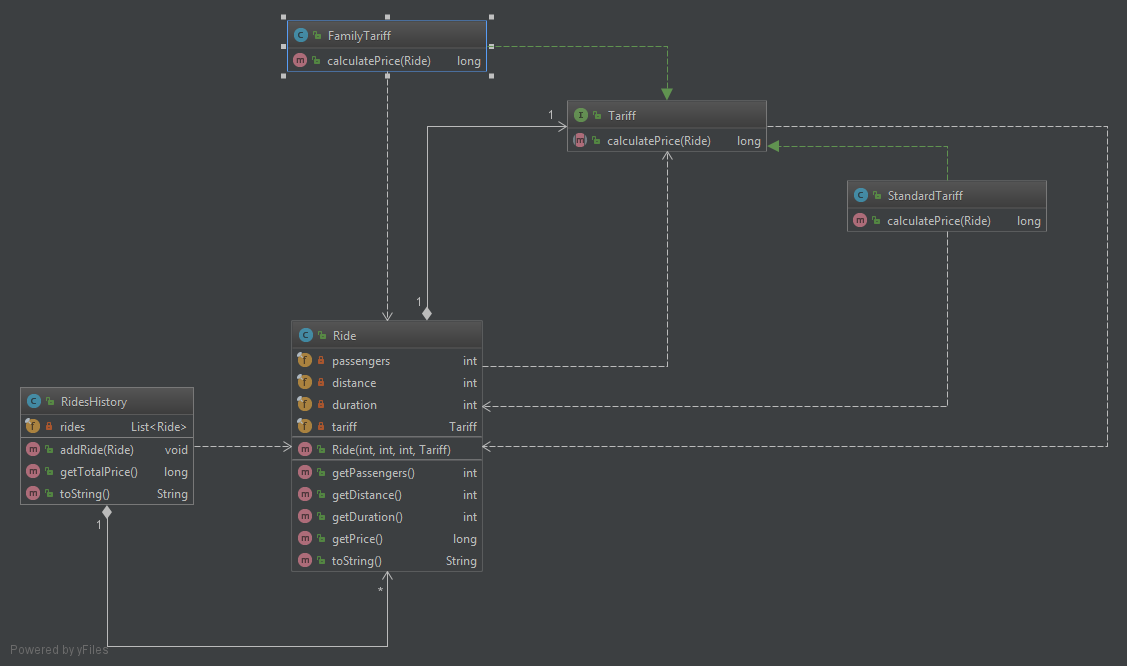 FamilyTariff
calculatePrice(Ride) long
1
Tariff
calculatePrice(Ride) long
StandardTariff
calculatePrice(Ride) long
1
Ride
passengers int
distance int
duration int
tariff Tariff
Ride(int, int, int, Tariff)
getPassengers() int
getDistance() int
getDuration() int
getPrice() long
toString() String
RidesHistory
rides List<Ride>
addRide(Ride) void
getTotalPrice() long
toString() String
1
*
Powered by yFiles